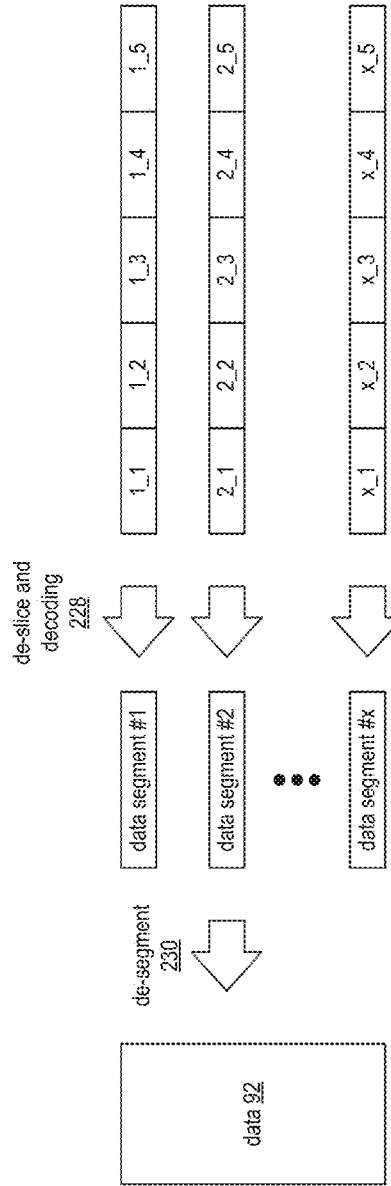 data 92
de-segment
230
data segment #1
data segment #2
data segment #x
de-slice and
decoding
228
1_1 1_2 1_3 1_4 1_5
2_1 2_2 2_3 2_4 2_5
x_1 x_2 x_3 x_4 x_5